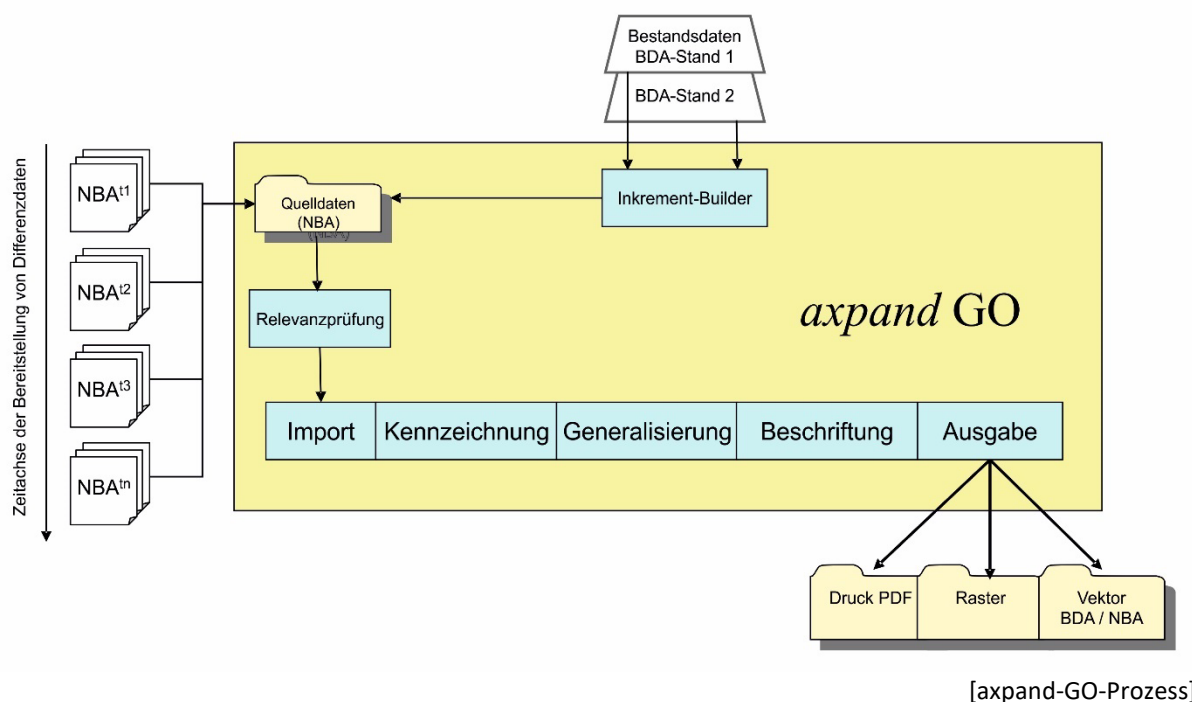 Bestandsdaten
BDA-Stand 1
BDA-Stand 2
Zeitachse der Bereitstellung von Differenzdaten
NBAt1
NBAt2
NBAt3
NBAtn
Quelldaten
(NBA)
(NBA)
Inkrement-Builder
Relevanzprüfung
axpand GO
Import
Kennzeichnung
Generalisierung
Beschriftung
Ausgabe
Druck PDF
Raster
Vektor
BDA / NBA
[axpand-GO-Prozess]